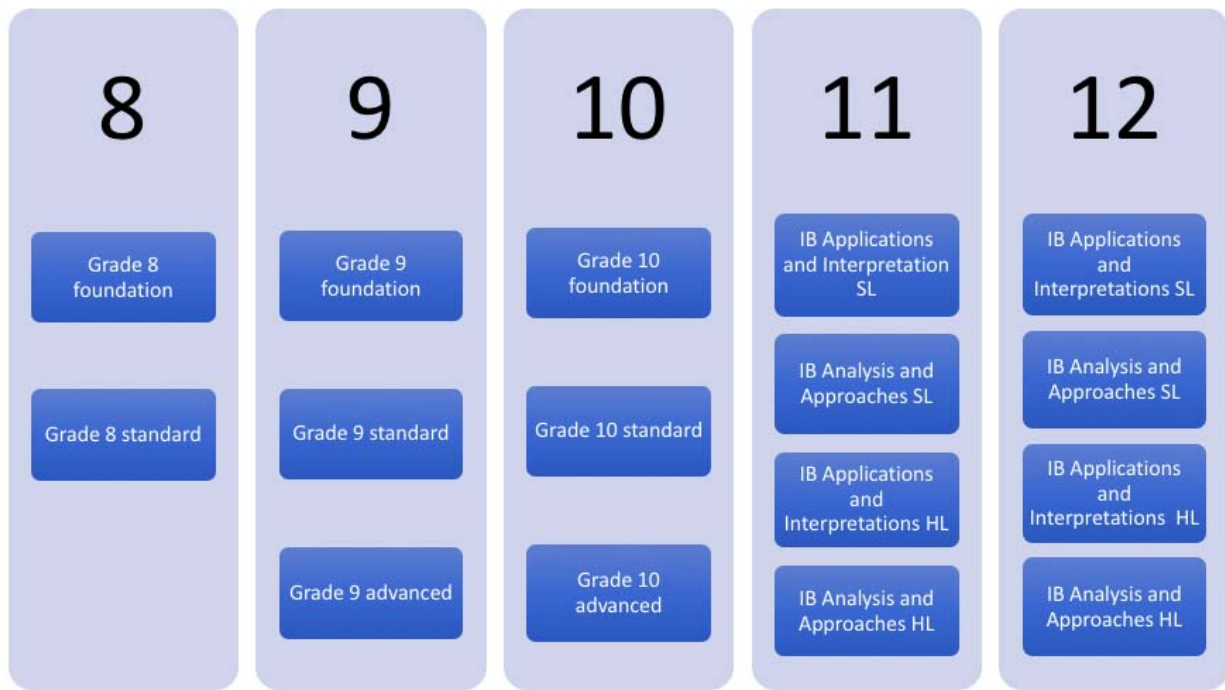 8
Grade 8
foundation
Grade 8 standard
9
Grade 9
foundation
Grade 9 standard
Grade 9 advanced
10
Grade 10
foundation
Grade 10 standard
Grade 10
advanced
11
IB Applications
and Interpretation
SL
IB Analysis and
Approaches SL
IB Applications
and
Interpretations HL
IB Analysis and
Approaches HL
12
IB Applications
and
Interpretations SL
IB Analysis and
Approaches SL
IB Applications
and
Interpretations  HL
IB Analysis and
Approaches HL